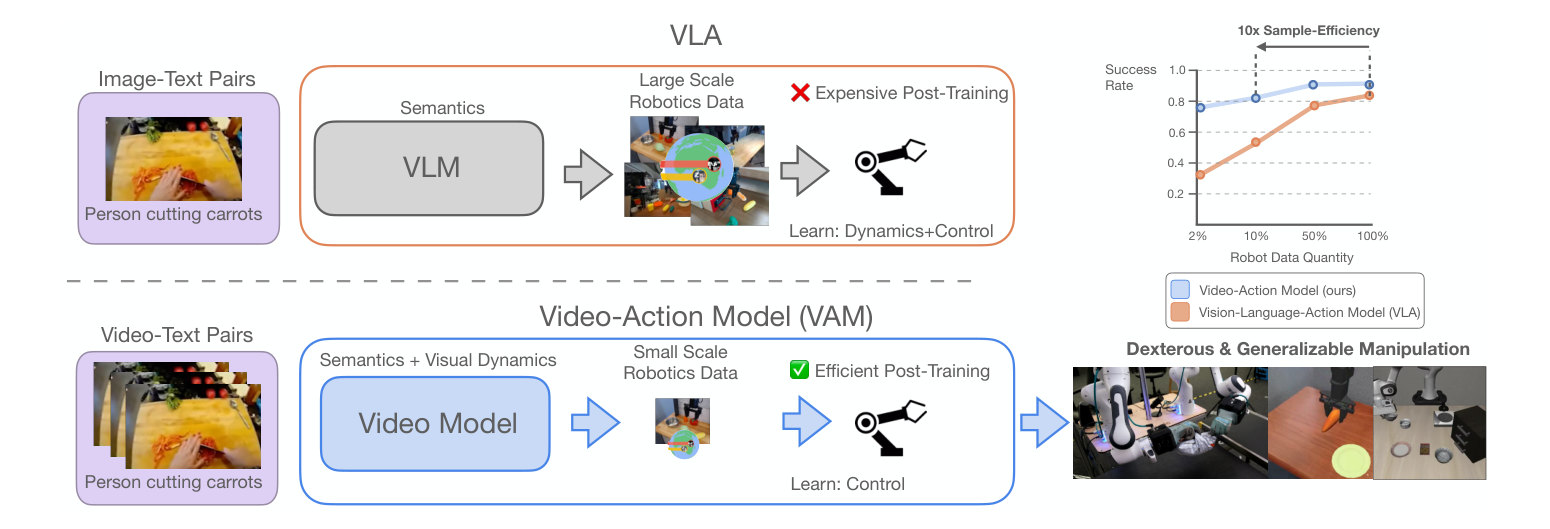 VLA
Image-Text Pairs
Person cutting carrots
Semantics
VLM
Large Scale
Robotics Data
❌ Expensive Post-Training
Learn: Dynamics+Control
10x Sample-Efficiency
Success
Rate
1.0
0.8
0.6
0.4
0.2
2%
10%
50%
100%
Robot Data Quantity
Video-Action Model (ours)
Vision-Language-Action Model (VLA)
Video-Action Model (VAM)
Video-Text Pairs
Person cutting carrots
Semantics + Visual Dynamics
Video Model
Small Scale
Robotics Data
✅ Efficient Post-Training
Learn: Control
Dexterous & Generalizable Manipulation